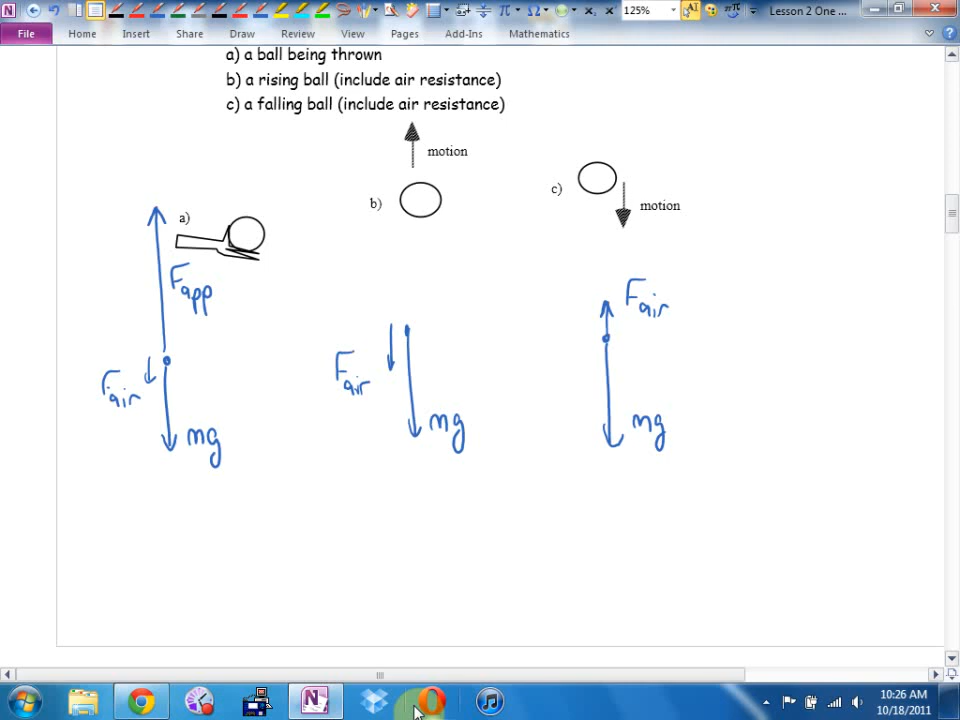 125%
Lesson 2 One ...
File Home Insert Share Draw Review View Pages Add-Ins Mathematics
a) a ball being thrown
b) a rising ball (include air resistance)
c) a falling ball (include air resistance)
motion
b)
c)
motion
a)
Fapp
Fair
mg
Fair
mg
Fair
mg
10:26 AM
10/18/2011